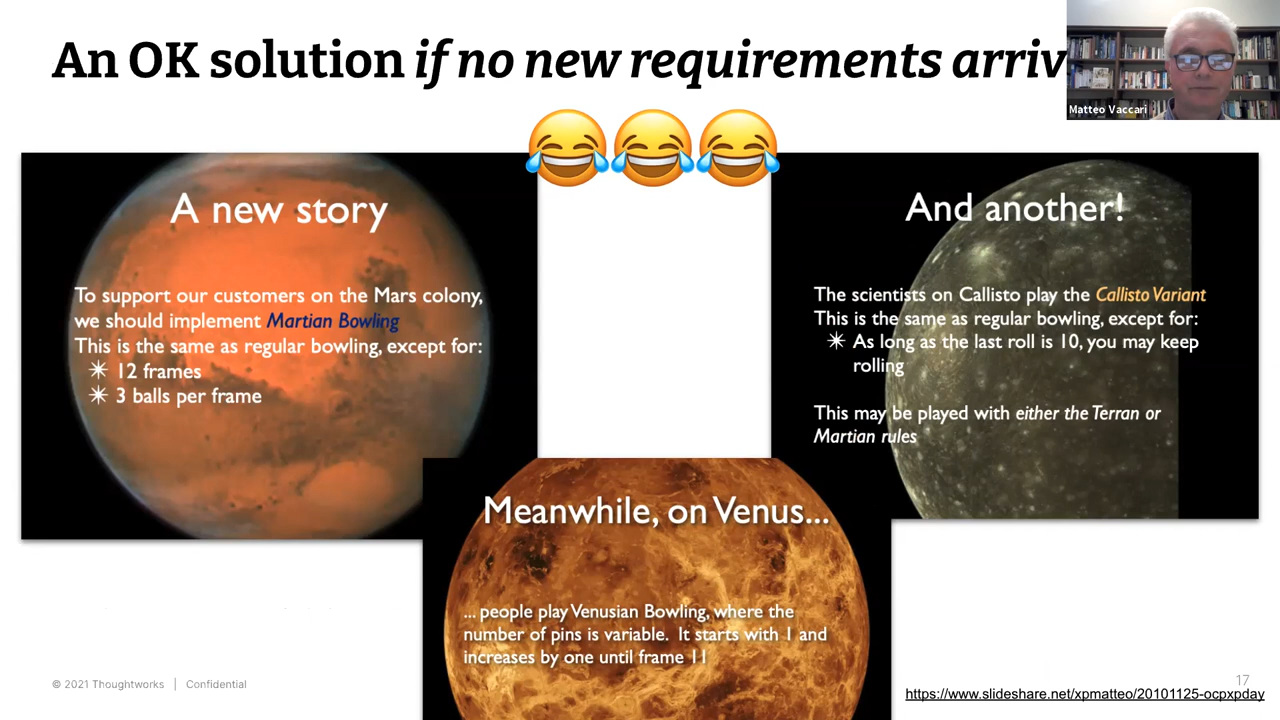 An OK solution if no new requirements arriv
Matteo Vaccari
A new story
To support our customers on the Mars colony,
we should implement Martian Bowling
This is the same as regular bowling, except for:
✴ 12 frames
✴ 3 balls per frame
And another!
The scientists on Callisto play the Callisto Variant
This is the same as regular bowling, except for:
✴ As long as the last roll is 10, you may keep
rolling
This may be played with either the Terran or
Martian rules
Meanwhile, on Venus...
... people play Venusian Bowling, where the
number of pins is variable. It starts with 1 and
increases by one until frame 11
© 2021 Thoughtworks | Confidential
17
https://www.slideshare.net/xpmatteo/20101125-ocpxpday